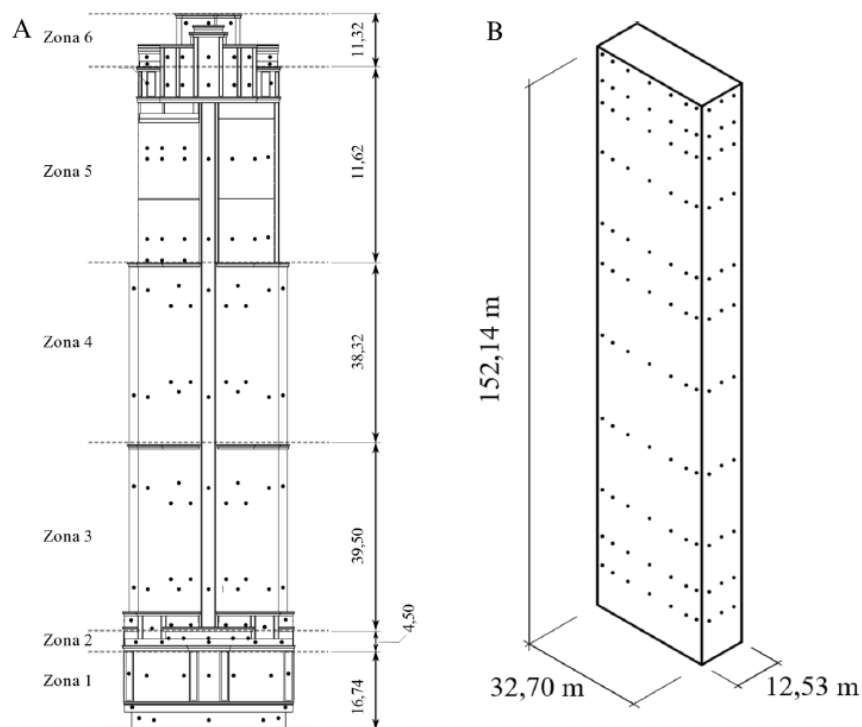 A
Zona 6
11,32
Zona 5
11,62
Zona 4
38,32
Zona 3
39,50
Zona 2
4,50
Zona 1
16,74
B
152,14 m
32,70 m
12,53 m